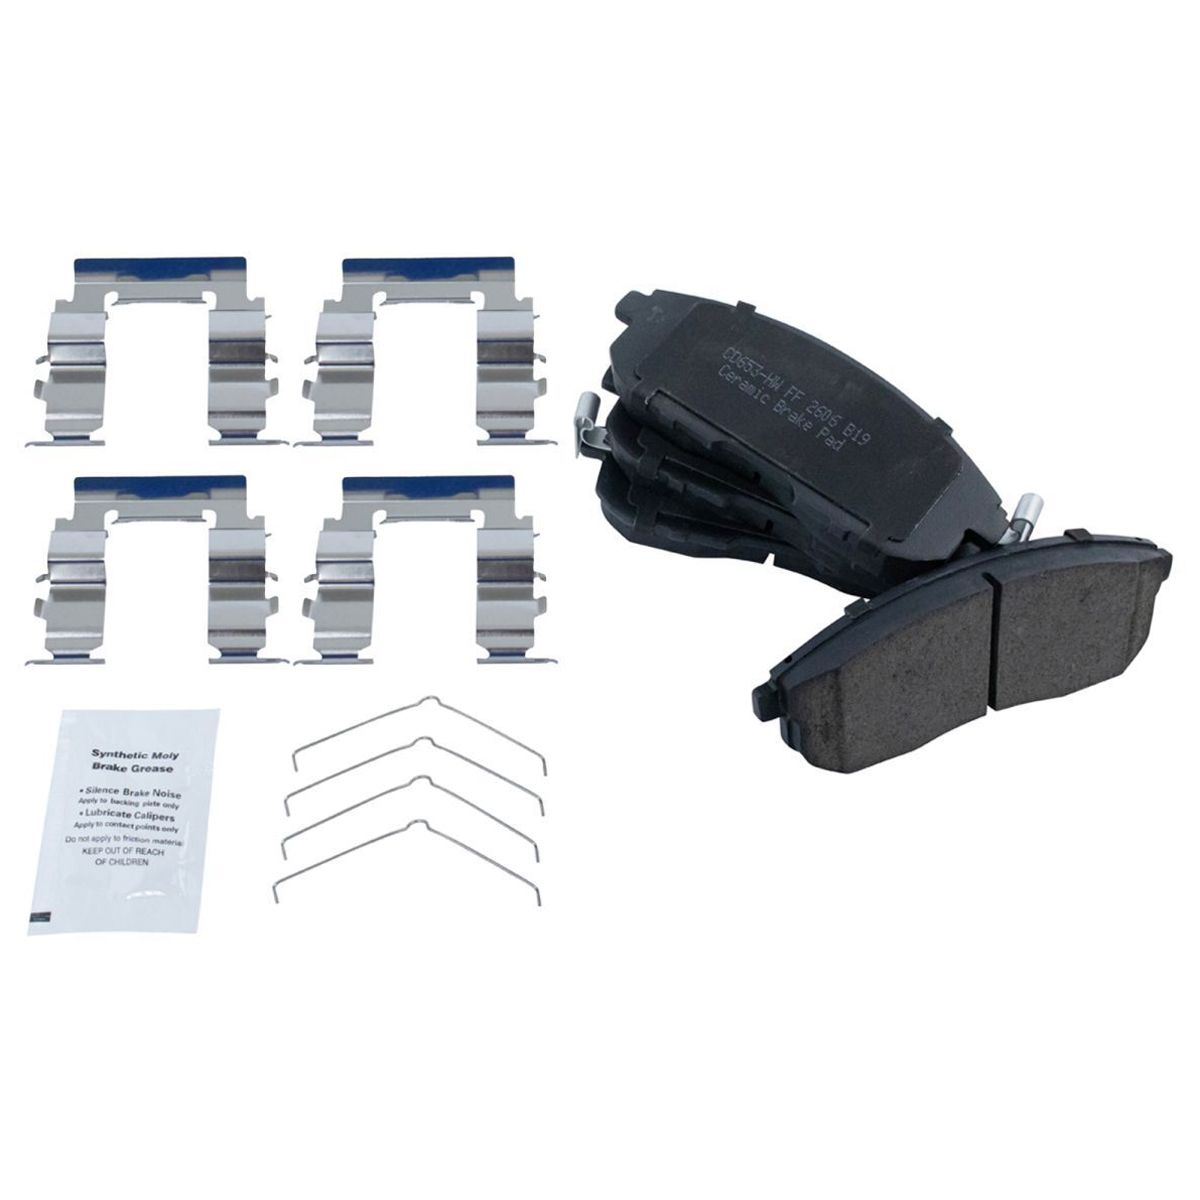 CD653-HW FF 2606 B19
Ceramic Brake Pad
Synthetic Moly
Brake Grease
• Silence Brake Noise
Apply to backing plate only
• Lubricate Calipers
Apply to contact points only
Do not apply to friction material
KEEP OUT OF REACH
OF CHILDREN